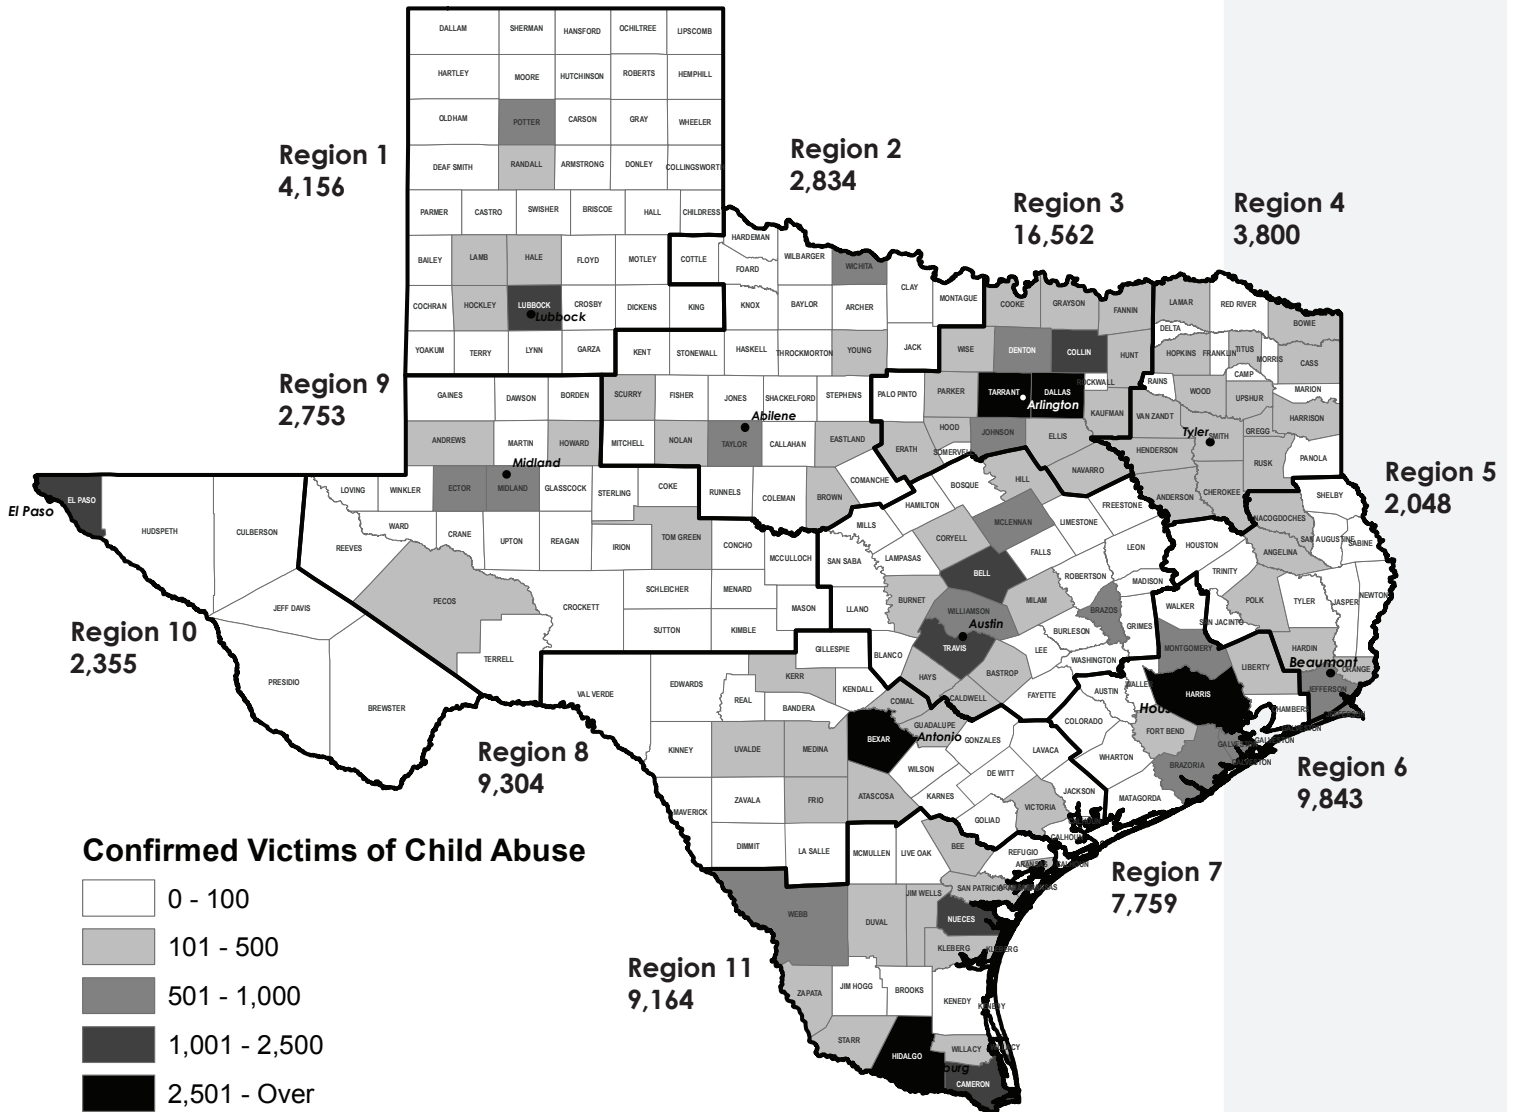 DALLAM SHERMAN HANSFORD OCHILTREE LIPSCOMB
HARTLEY MOORE HUTCHINSON ROBERTS HEMPHILL
OLDHAM POTTER CARSON GRAY WHEELER
Region 1
4,156
DEAF SMITH RANDALL ARMSTRONG DONLEY COLLINGSWORTH
Region 2
2,834
PARMER CASTRO SWISHER BRISCOE HALL CHILDRESS
Region 3
16,562
Region 4
3,800
BAILEY LAMB HALE FLOYD MOTLEY COTTLE HARDEMAN FOARD WILBARGER WICHITA CLAY MONTAGUE
COCHRAN HOCKLEY LUBBOCK CROSBY DICKENS KING KNOX BAYLOR ARCHER COOKE GRAYSON FANNIN LAMAR RED RIVER BOWIE
Lubbock
YOAKUM TERRY LYNN GARZA KENT STONEWALL HASKELL THROCKMORTON YOUNG JACK WISE DENTON COLLIN HUNT DELTA HOPKINS FRANKLIN TITUS MORRIS CASS
Region 9
2,753
GAINES DAWSON BORDEN SCURRY FISHER JONES SHACKELFORD STEPHENS PALO PINTO PARKER TARRANT DALLAS ROCKWALL RAINS WOOD CAMP UPSHUR MARION
Abilene
Arlington
KAUFMAN VAN ZANDT HARRISON
ANDREWS MARTIN HOWARD MITCHELL NOLAN TAYLOR CALLAHAN EASTLAND ERATH HOOD SOMERVELL JOHNSON ELLIS HENDERSON SMITH GREGG RUSK PANOLA
Tyler
Midland
LOVING WINKLER ECTOR MIDLAND GLASSCOCK STERLING COKE RUNNELS COLEMAN BROWN COMANCHE BOSQUE HILL NAVARRO ANDERSON CHEROKEE SHELBY
Region 5
2,048
EL PASO HUDSPETH CULBERSON
El Paso
REEVES WARD CRANE UPTON REAGAN IRION TOM GREEN CONCHO MCCULLOCH MILLS HAMILTON MCLENNAN LIMESTONE FREESTONE NACOGDOCHES SAN AUGUSTINE SABINE
SAN SABA LAMPASAS CORYELL FALLS LEON HOUSTON ANGELINA
PECOS CROCKETT SCHLEICHER MENARD MASON LLANO BURNET BELL MILAM ROBERTSON MADISON TRINITY POLK TYLER JASPER NEWTON
JEFF DAVIS SUTTON KIMBLE WILLIAMSON BRAZOS WALKER SAN JACINTO
Austin
Region 10
2,355
TERRELL GILLESPIE BLANCO TRAVIS BURLESON GRIMES MONTGOMERY HARDIN
LEE WASHINGTON LIBERTY ORANGE
Beaumont
PRESIDIO BREWSTER VAL VERDE EDWARDS KERR KENDALL HAYS BASTROP AUSTIN WALLER HARRIS JEFFERSON
REAL BANDERA COMAL CALDWELL FAYETTE CHAMBERS
Hous
Region 8
9,304
KINNEY UVALDE MEDINA BEXAR GUADALUPE GONZALES COLORADO FORT BEND
Antonio
LAVACA WHARTON BRAZORIA GALVESTON
Region 6
9,843
MAVERICK ZAVALA FRIO ATASCOSA WILSON KARNES DE WITT JACKSON MATAGORDA
GOLIAD VICTORIA CALHOUN
DIMMIT LA SALLE MCMULLEN LIVE OAK BEE REFUGIO
Region 7
7,759
Confirmed Victims of Child Abuse
0 - 100
101 - 500
501 - 1,000
1,001 - 2,500
2,501 - Over
WEBB DUVAL JIM WELLS SAN PATRICIO NUECES
KLEBERG KLEBERG
Region 11
9,164
ZAPATA JIM HOGG BROOKS KENEDY KENEDY
STARR HIDALGO WILLACY
burg
CAMERON